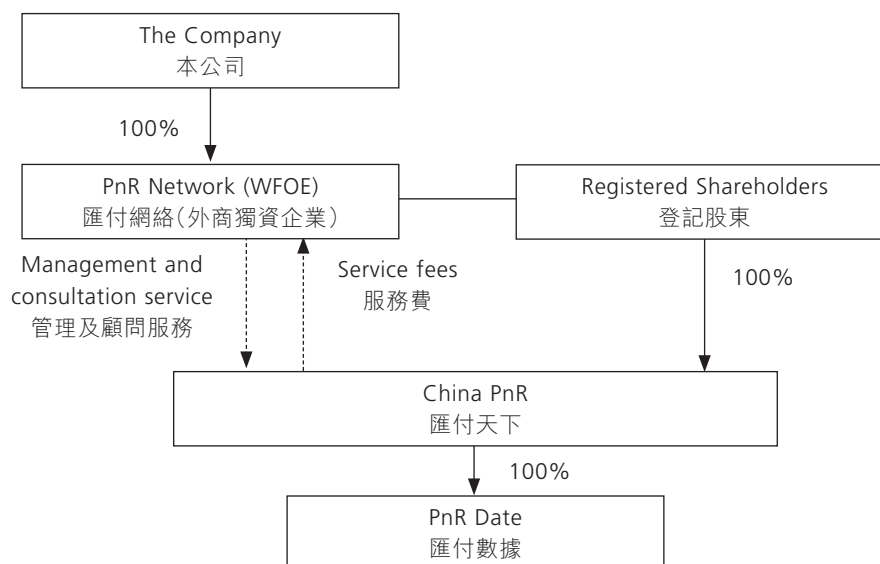 The Company
本公司
100%
PnR Network (WFOE)
匯付網絡(外商獨資企業)
Registered Shareholders
登記股東
Management and
consultation service
管理及顧問服務
Service fees
服務費
100%
China PnR
匯付天下
100%
PnR Date
匯付數據